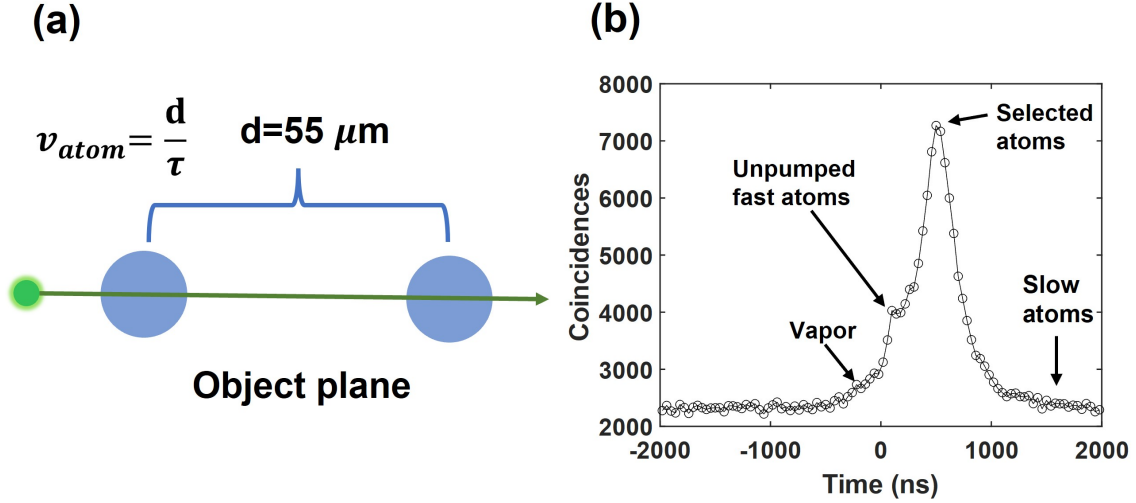 (a)
v_atom = d/τ
d=55 μm
Object plane
(b)
8000
7000
6000
5000
4000
3000
2000
Coincidences
-2000
-1000
0
1000
2000
Time (ns)
Selected
atoms
Unpumped
fast atoms
Vapor
Slow
atoms